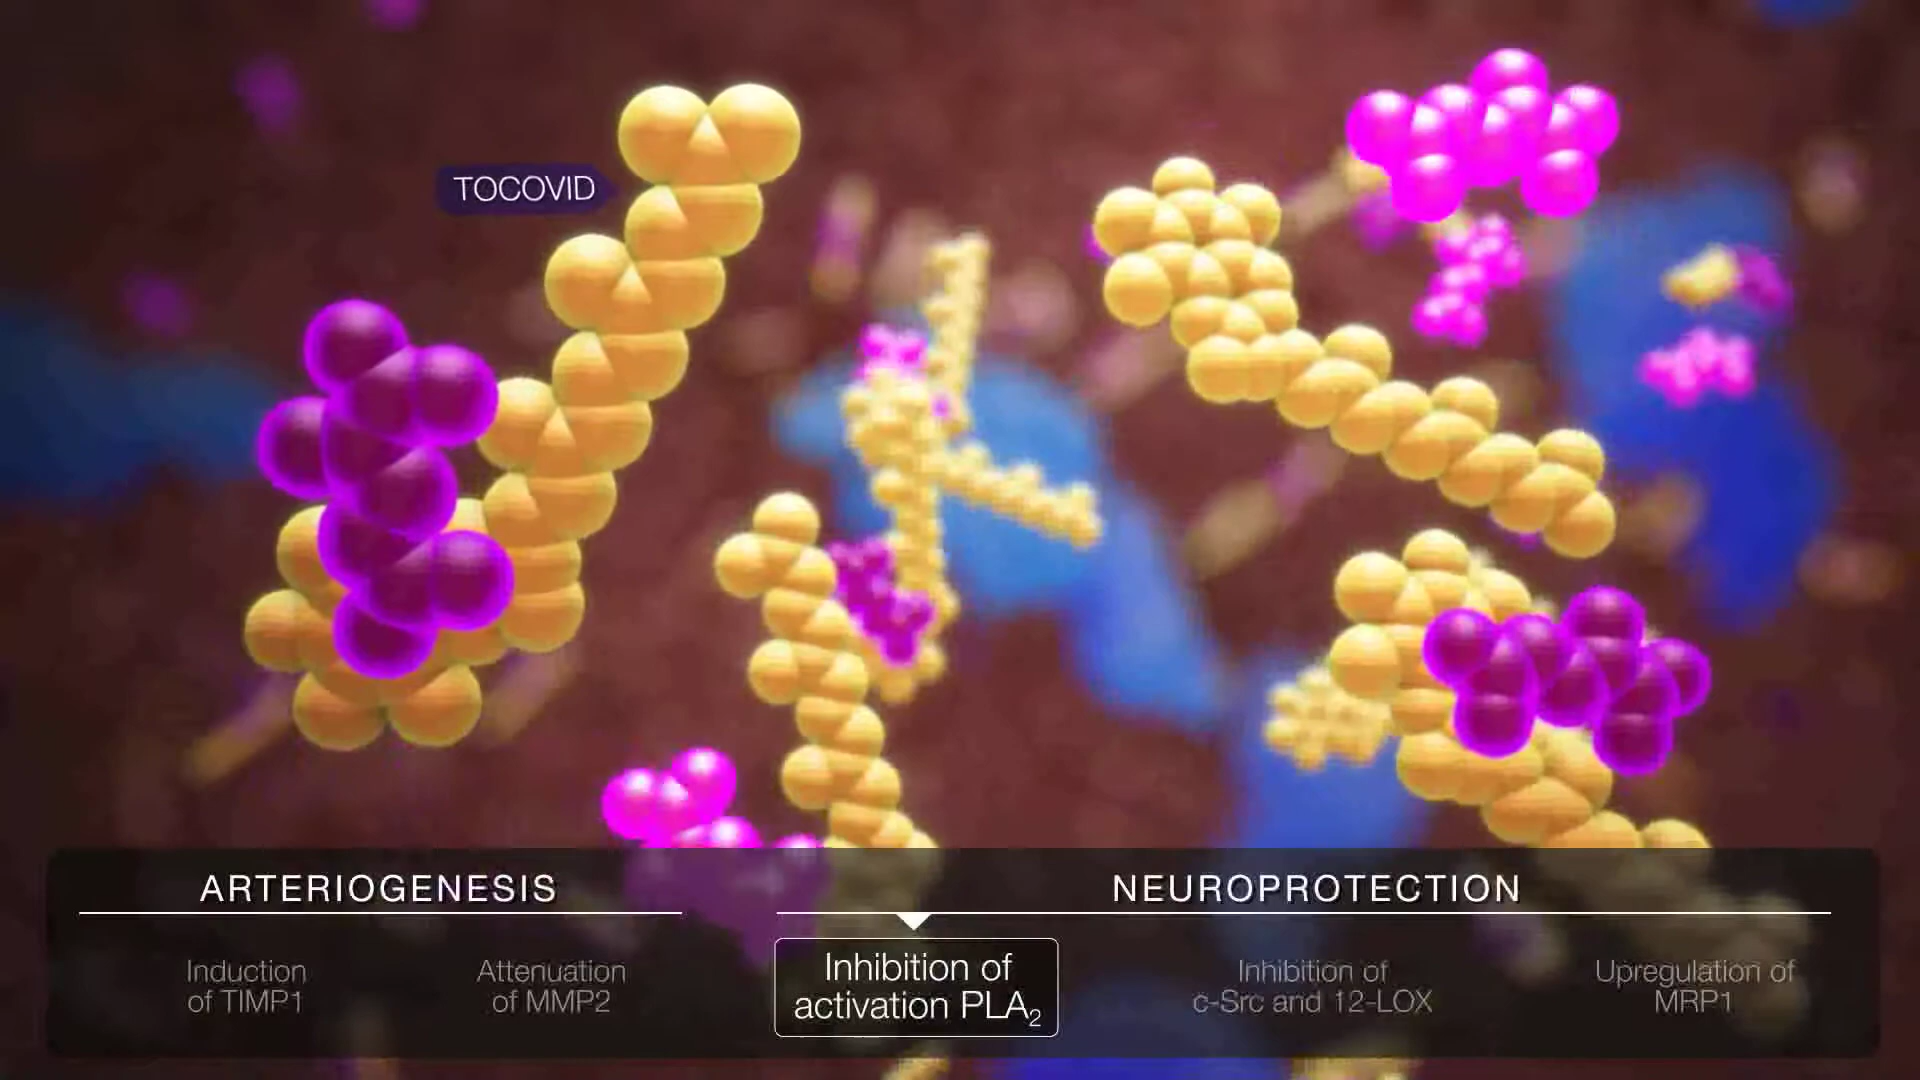 TOCOVID
ARTERIOGENESIS
NEUROPROTECTION
Induction
of TIMP1
Attenuation
of MMP2
Inhibition of
activation PLA₂
Inhibition of
c-Src and 12-LOX
Upregulation of
MRP1